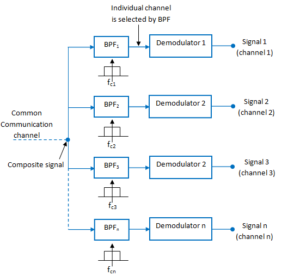 Individual channel
is selected by BPF
BPF₁
Demodulator 1
Signal 1
(channel 1)
fc1
BPF₂
Demodulator 2
Signal 2
(channel 2)
fc2
Common
Communication
channel
Composite signal
BPF₃
Demodulator 2
Signal 3
(channel 3)
fc3
BPFₙ
Demodulator n
Signal n
(channel n)
fcn